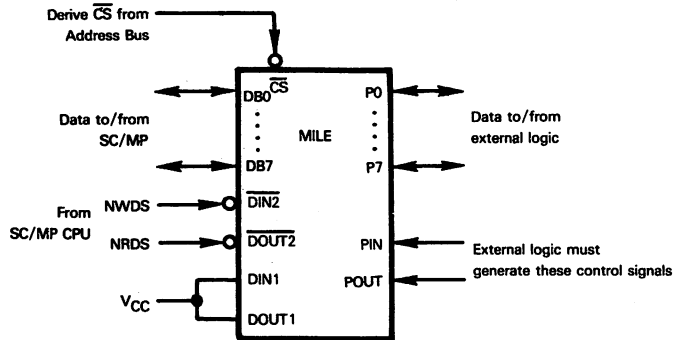 Derive CS from
Address Bus
CS
DB0
P0
Data to/from
SC/MP
MILE
Data to/from
external logic
DB7
P7
From
SC/MP CPU
NWDS
DIN2
NRDS
DOUT2
PIN
External logic must
generate these control signals
DIN1
POUT
VCC
DOUT1